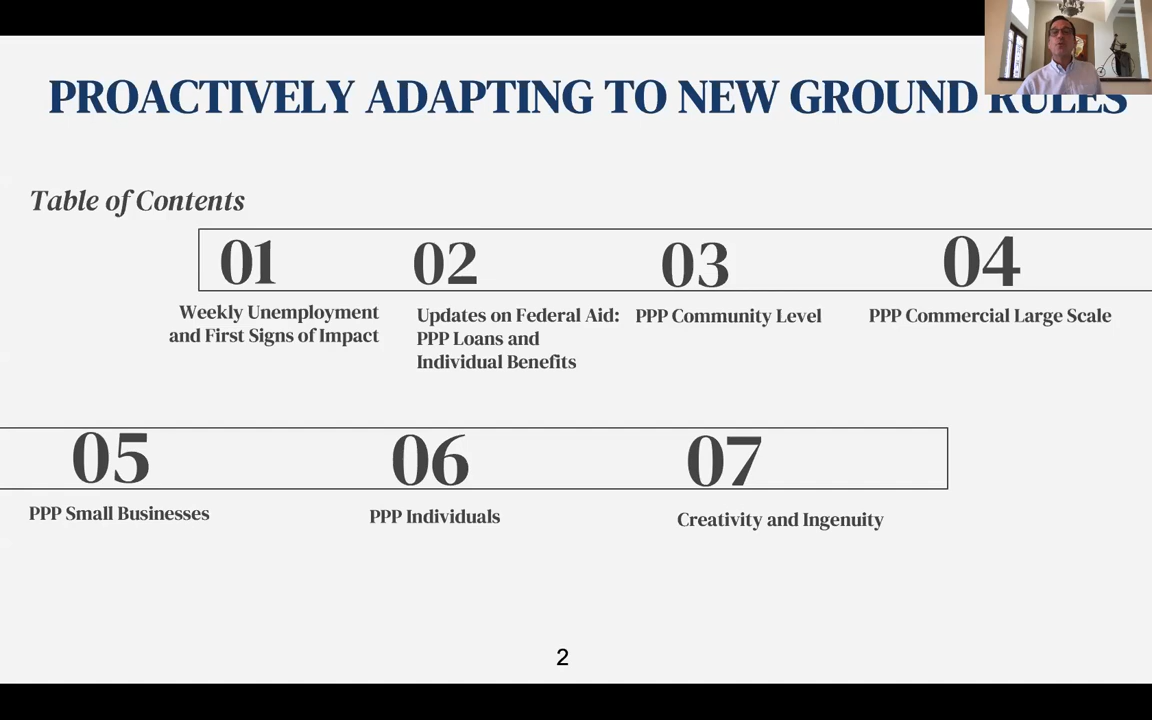 PROACTIVELY ADAPTING TO NEW GROUND RULES
Table of Contents
01
02
03
04
Weekly Unemployment
and First Signs of Impact
Updates on Federal Aid:
PPP Loans and
Individual Benefits
PPP Community Level
PPP Commercial Large Scale
05
06
07
PPP Small Businesses
PPP Individuals
Creativity and Ingenuity
2